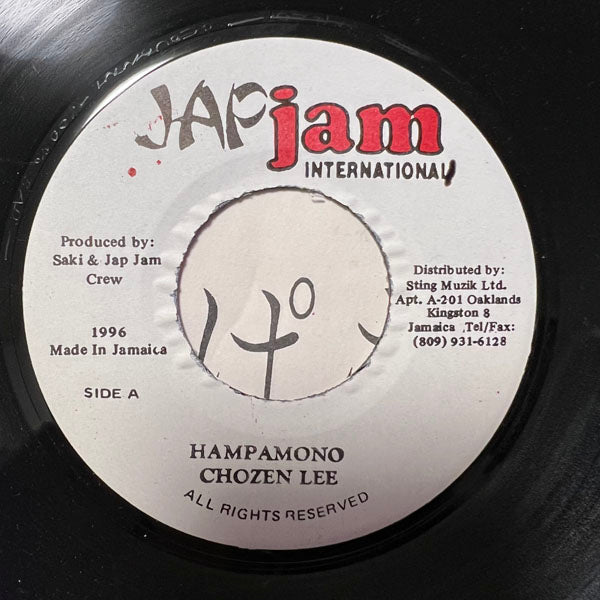 JAPjam
INTERNATIONAL
Produced by:
Saki & Jap Jam
Crew
1996
Made In Jamaica
SIDE A
Distributed by:
Sting Muzik Ltd.
Apt. A-201 Oaklands
Kingston 8
Jamaica ,Tel/Fax:
(809) 931-6128
HAMPAMONO
CHOZEN LEE
ALL RIGHTS RESERVED